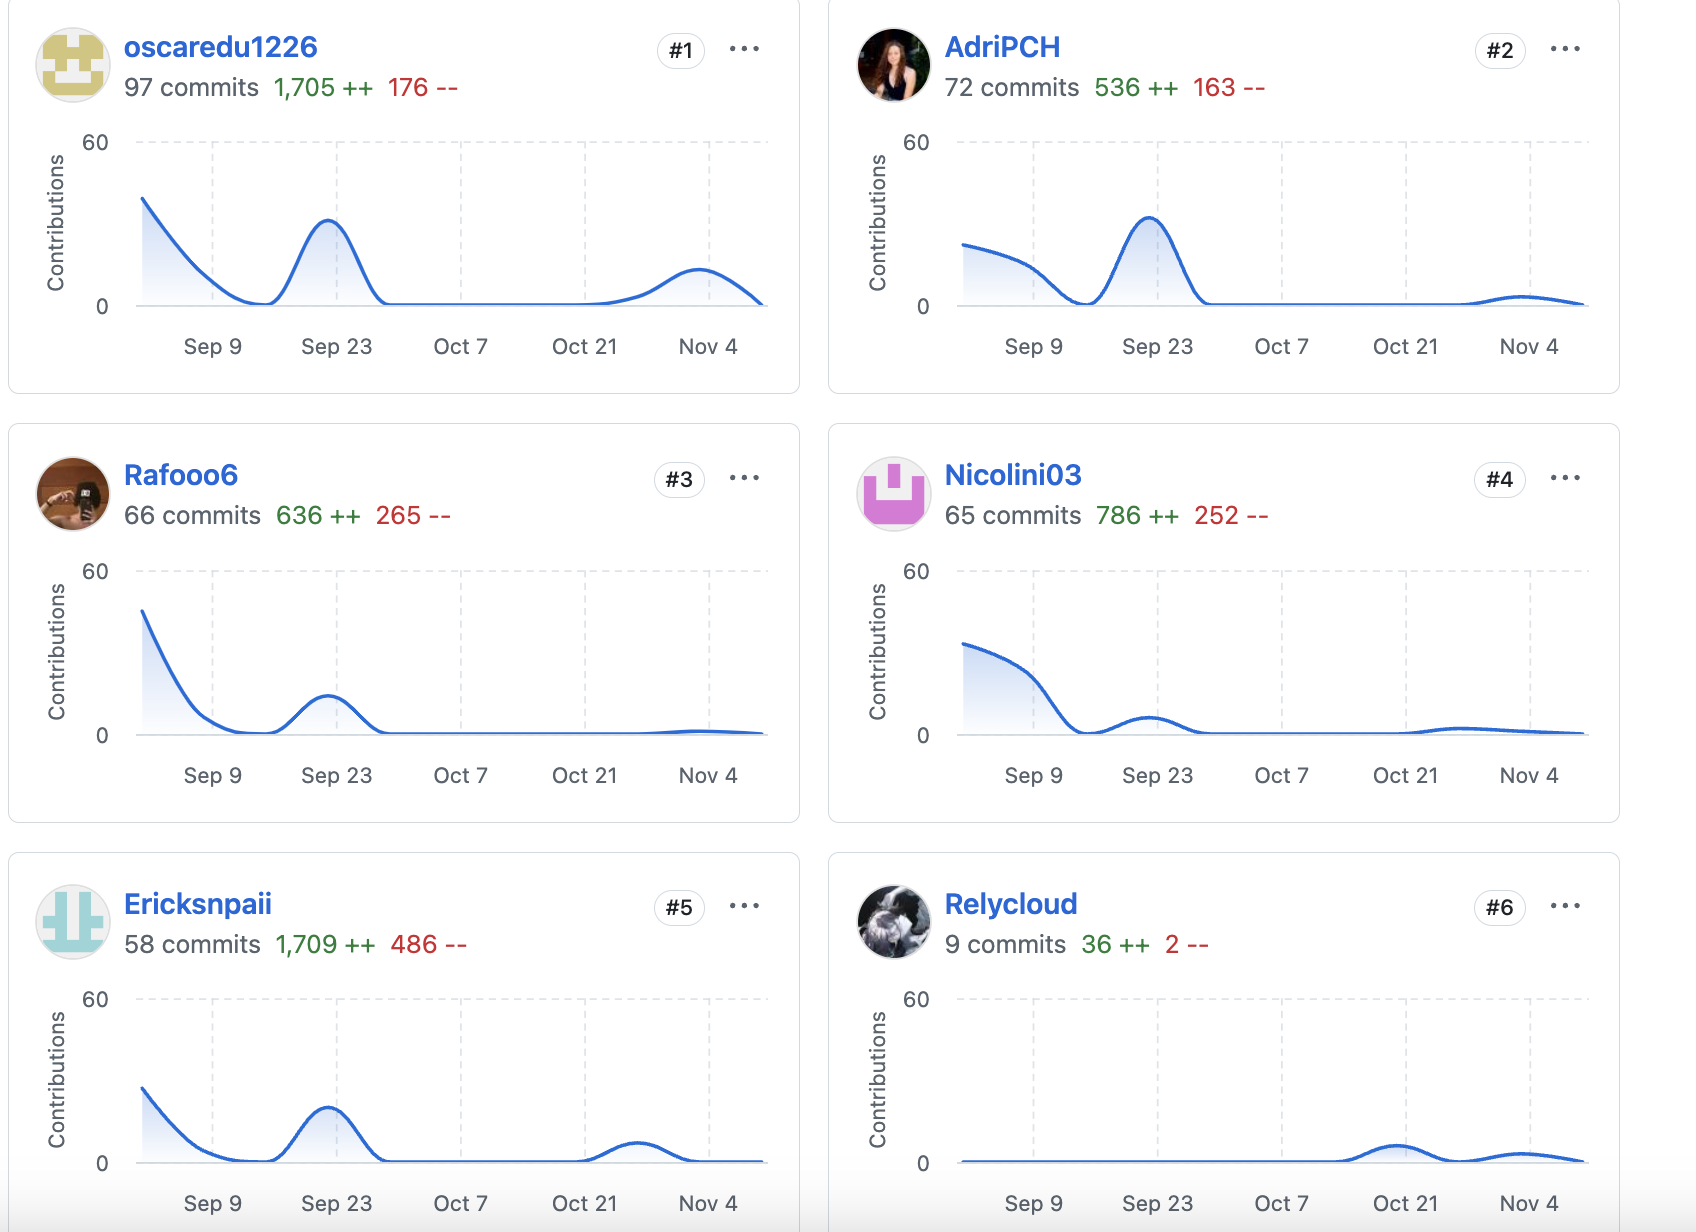 oscaredu1226
#1
97 commits 1,705 ++ 176 --
60
Contributions
0
Sep 9 Sep 23 Oct 7 Oct 21 Nov 4
AdriPCH
#2
72 commits 536 ++ 163 --
60
Contributions
0
Sep 9 Sep 23 Oct 7 Oct 21 Nov 4
Rafooo6
#3
66 commits 636 ++ 265 --
60
Contributions
0
Sep 9 Sep 23 Oct 7 Oct 21 Nov 4
Nicolini03
#4
65 commits 786 ++ 252 --
60
Contributions
0
Sep 9 Sep 23 Oct 7 Oct 21 Nov 4
Ericksnpaii
#5
58 commits 1,709 ++ 486 --
60
Contributions
0
Sep 9 Sep 23 Oct 7 Oct 21 Nov 4
Relycloud
#6
9 commits 36 ++ 2 --
60
Contributions
0
Sep 9 Sep 23 Oct 7 Oct 21 Nov 4